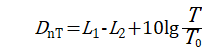 DnT = L1-L2+10lg T/T0